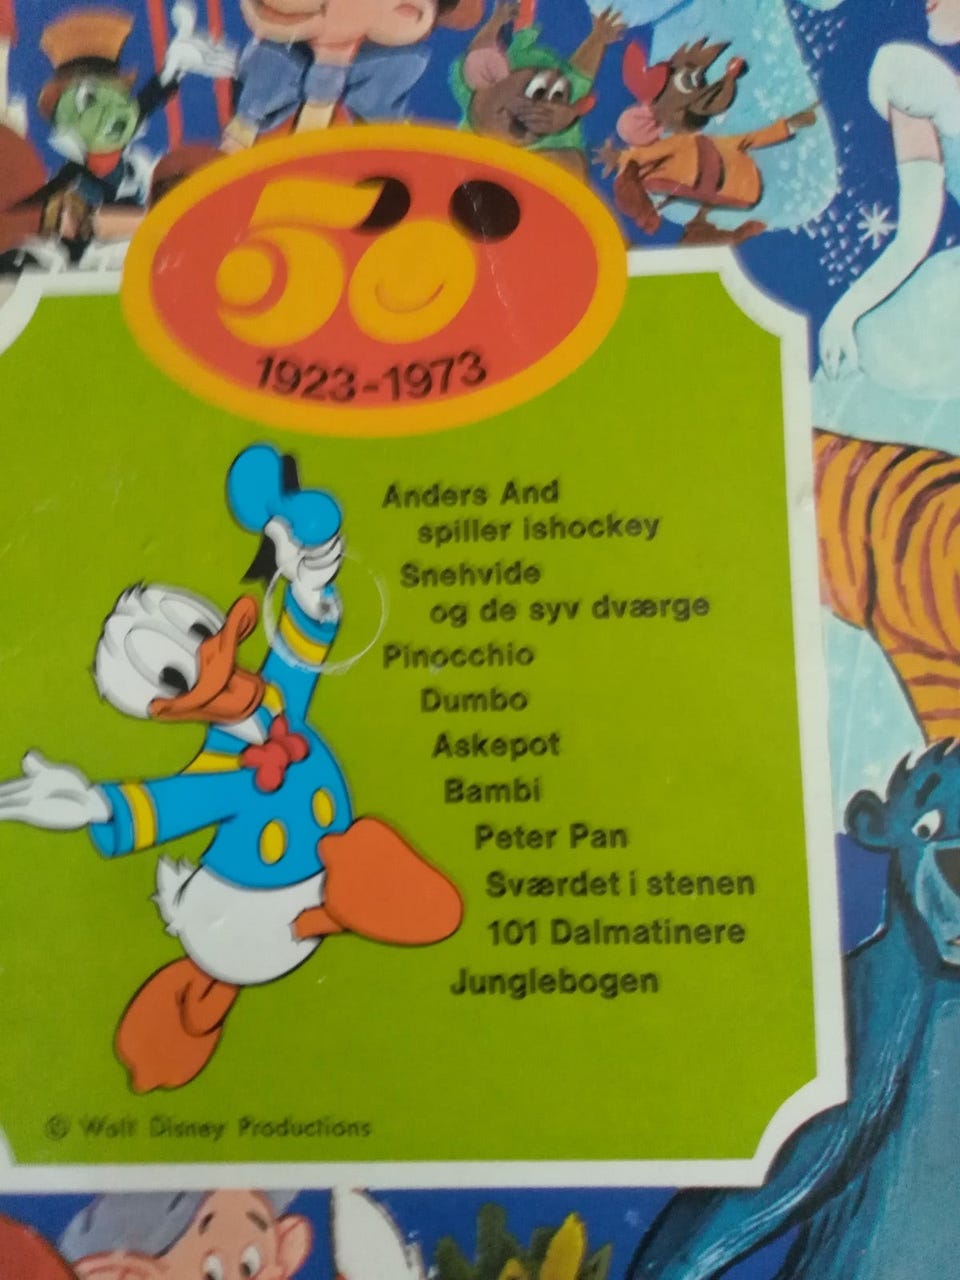 50
1923-1973
Anders And
spiller ishockey
Snehvide
og de syv dværge
Pinocchio
Dumbo
Askepot
Bambi
Peter Pan
Sværdet i stenen
101 Dalmatinere
Junglebogen
© Walt Disney Productions